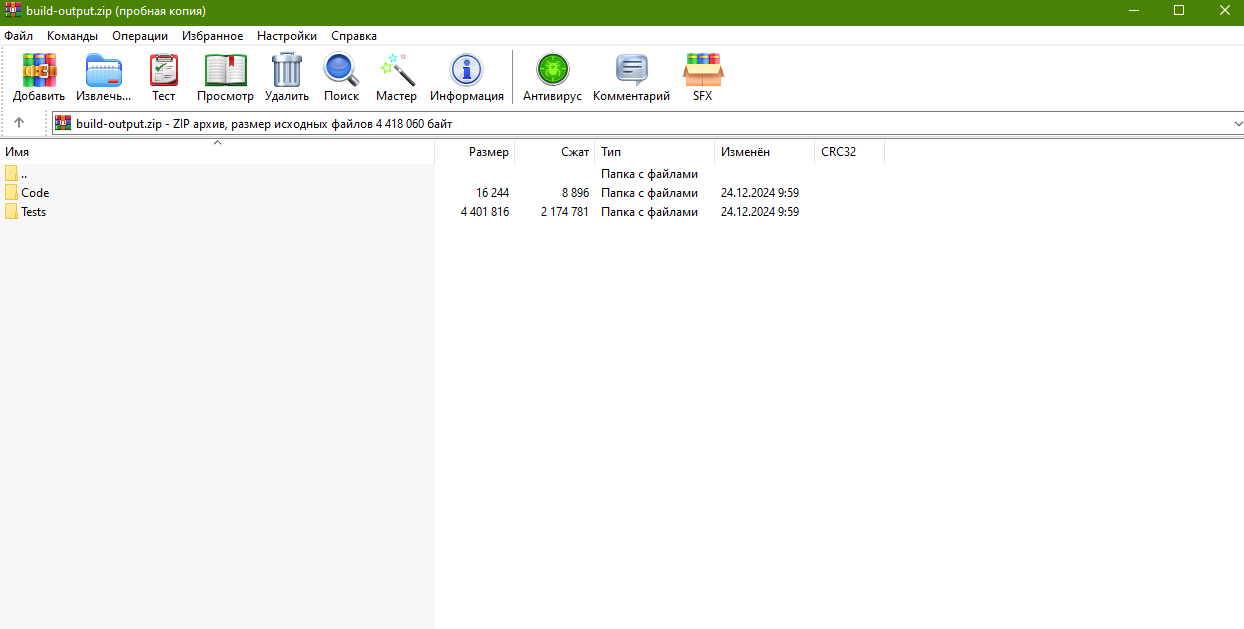 build-output.zip (пробная копия)
Файл Команды Операции Избранное Настройки Справка
Добавить Извлечь... Тест Просмотр Удалить Поиск Мастер Информация Антивирус Комментарий SFX
build-output.zip - ZIP архив, размер исходных файлов 4 418 060 байт
Имя Размер Сжат Тип Изменён CRC32
.. Папка с файлами
Code 16 244 8 896 Папка с файлами 24.12.2024 9:59
Tests 4 401 816 2 174 781 Папка с файлами 24.12.2024 9:59